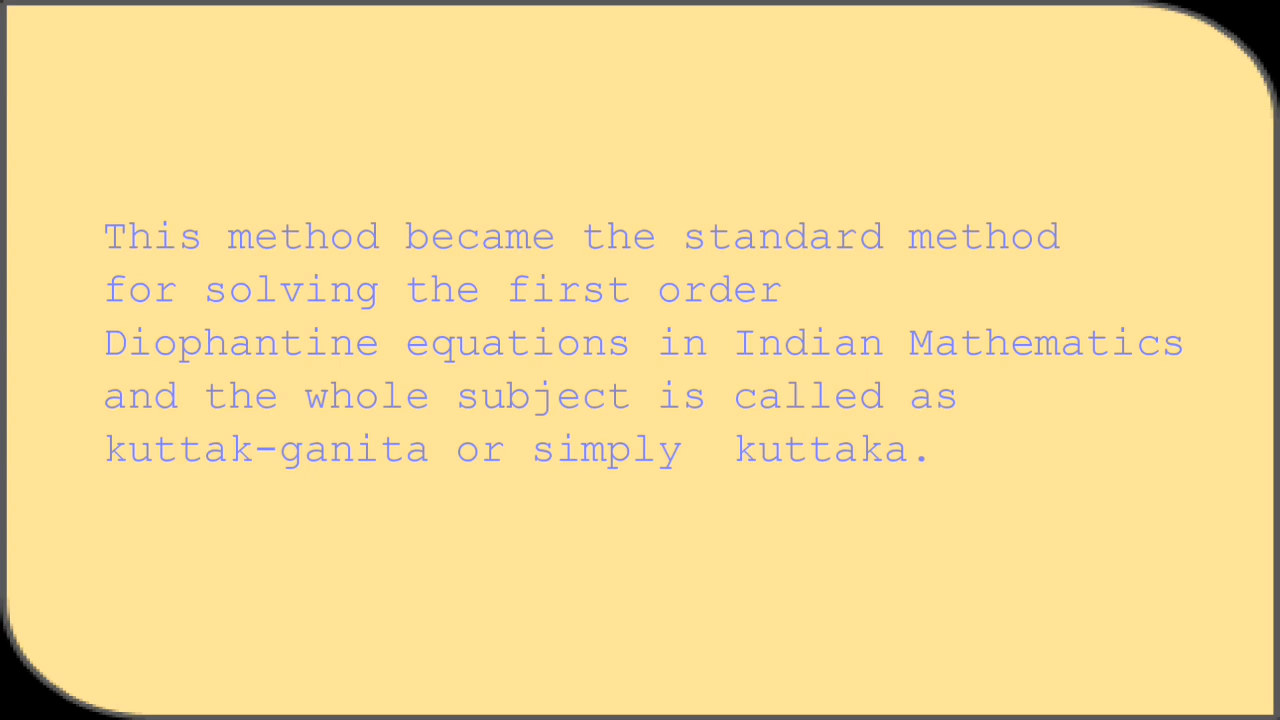 This method became the standard method
for solving the first order
Diophantine equations in Indian Mathematics
and the whole subject is called as
kuttak-ganita or simply  kuttaka.